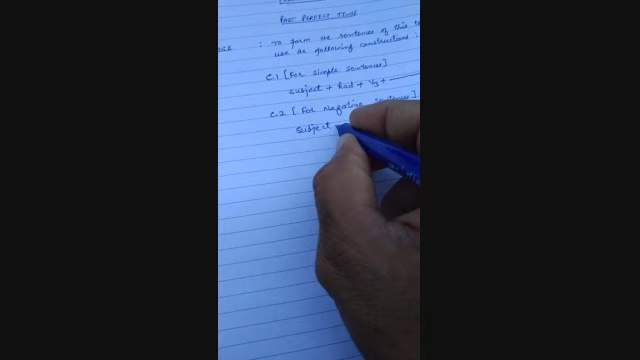 PAST PERFECT TENSE
: To form the sentences of this
use the following constructions :
C.1 [For Simple sentences]
subject + had + V3 +
C.2 [For Negative sentences]
Subject